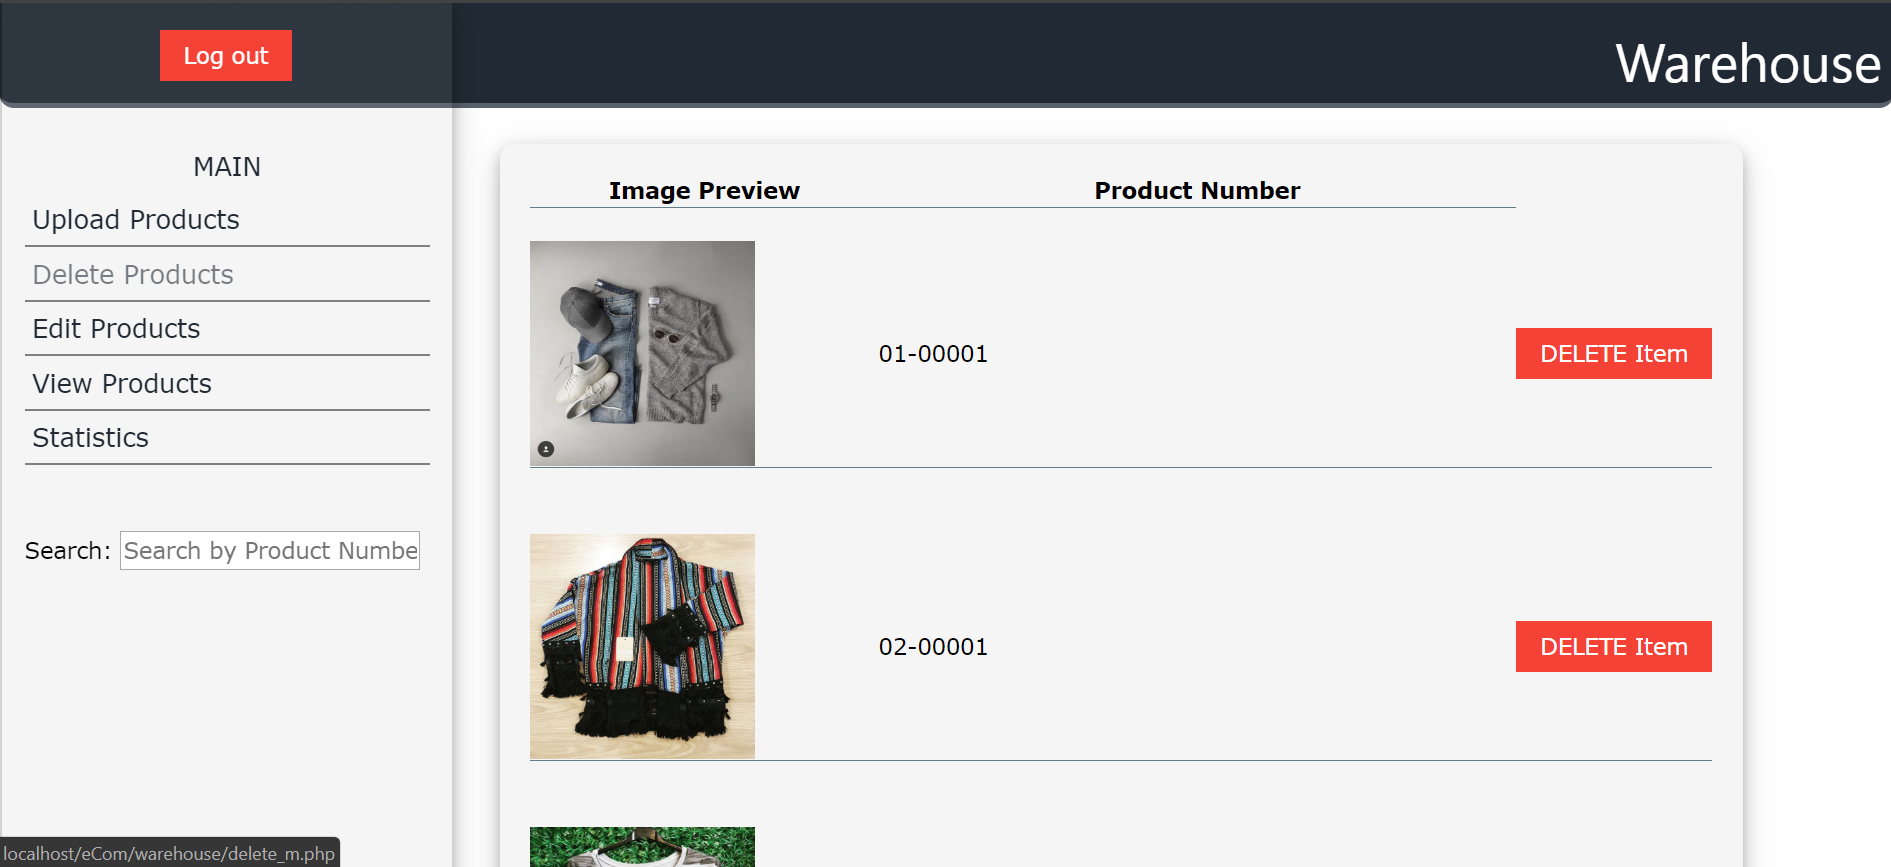 Log out
Warehouse
MAIN
Upload Products
Delete Products
Edit Products
View Products
Statistics
Search: Search by Product Numbe
Image Preview Product Number
01-00001 DELETE Item
02-00001 DELETE Item
localhost/eCom/warehouse/delete_m.php